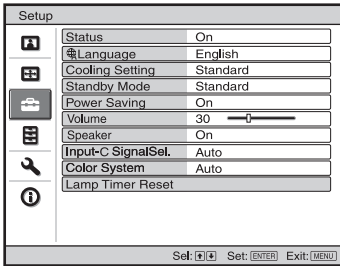 Setup
Status On
Language English
Cooling Setting Standard
Standby Mode Standard
Power Saving On
Volume 30
Speaker On
Input-C SignalSel. Auto
Color System Auto
Lamp Timer Reset
Sel: Set: ENTER Exit: MENU